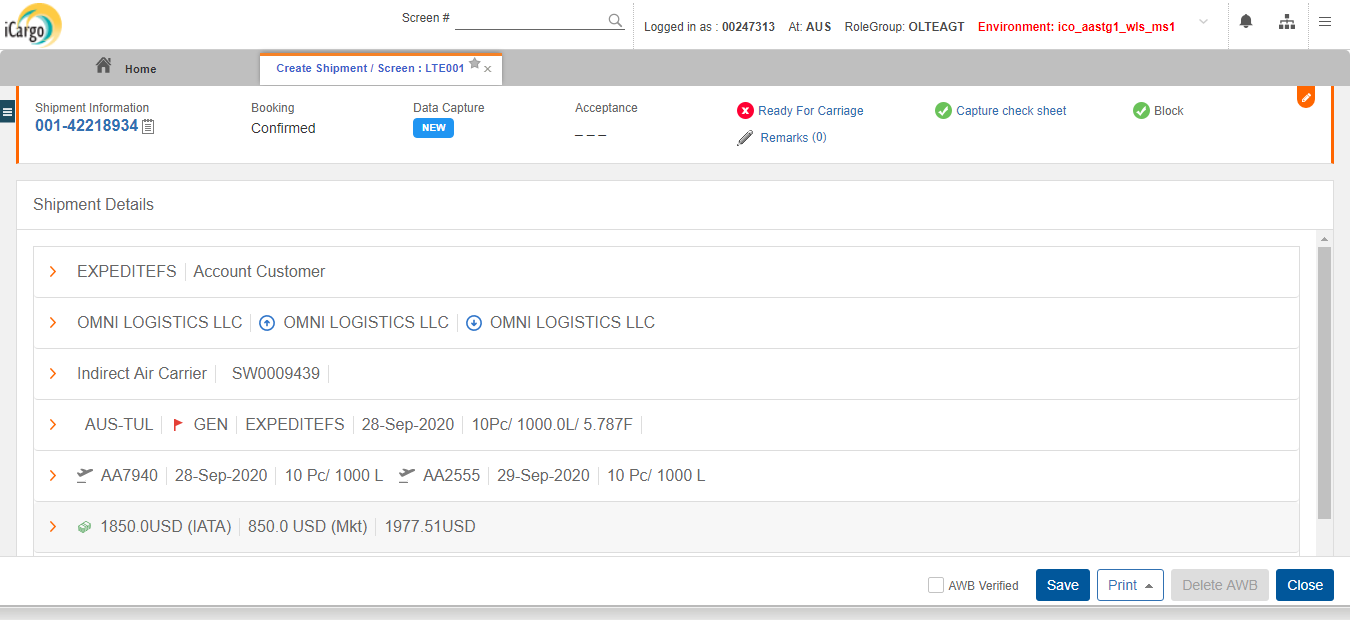 iCargo
Screen #
Logged in as : 00247313 At: AUS RoleGroup: OLTEAGT Environment: ico_aastg1_wls_ms1
Home
Create Shipment / Screen : LTE001
Shipment Information Booking Data Capture Acceptance Ready For Carriage Capture check sheet Block
001-42218934 Confirmed NEW _ _ _ Remarks (0)
Shipment Details
EXPEDITEFS Account Customer
OMNI LOGISTICS LLC OMNI LOGISTICS LLC OMNI LOGISTICS LLC
Indirect Air Carrier SW0009439
AUS-TUL GEN EXPEDITEFS 28-Sep-2020 10Pc/ 1000.0L/ 5.787F
AA7940 28-Sep-2020 10 Pc/ 1000 L AA2555 29-Sep-2020 10 Pc/ 1000 L
1850.0USD (IATA) 850.0 USD (Mkt) 1977.51USD
AWB Verified Save Print Delete AWB Close